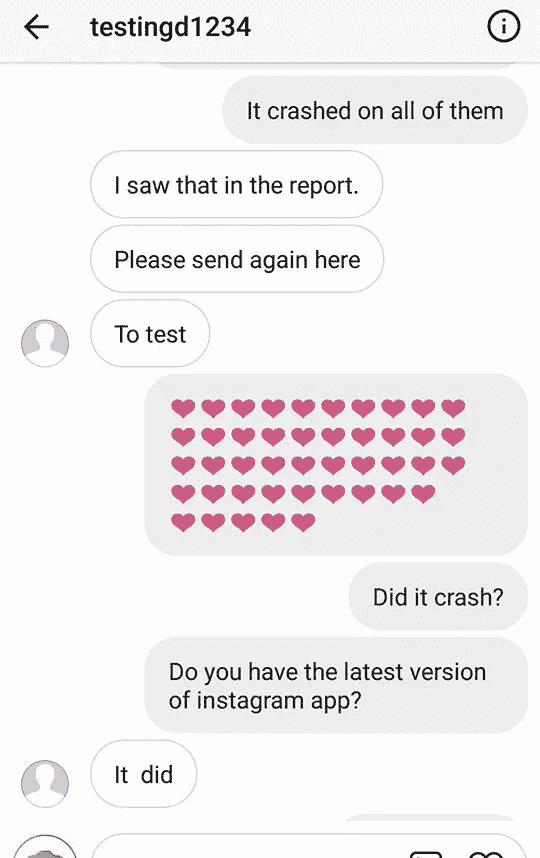 testingd1234
It crashed on all of them
I saw that in the report.
Please send again here
To test
♥♥♥♥♥♥♥♥♥♥
♥♥♥♥♥♥♥♥♥♥
♥♥♥♥♥♥♥♥♥♥
♥♥♥♥♥♥♥♥♥
♥♥♥♥♥
Did it crash?
Do you have the latest version
of instagram app?
It did